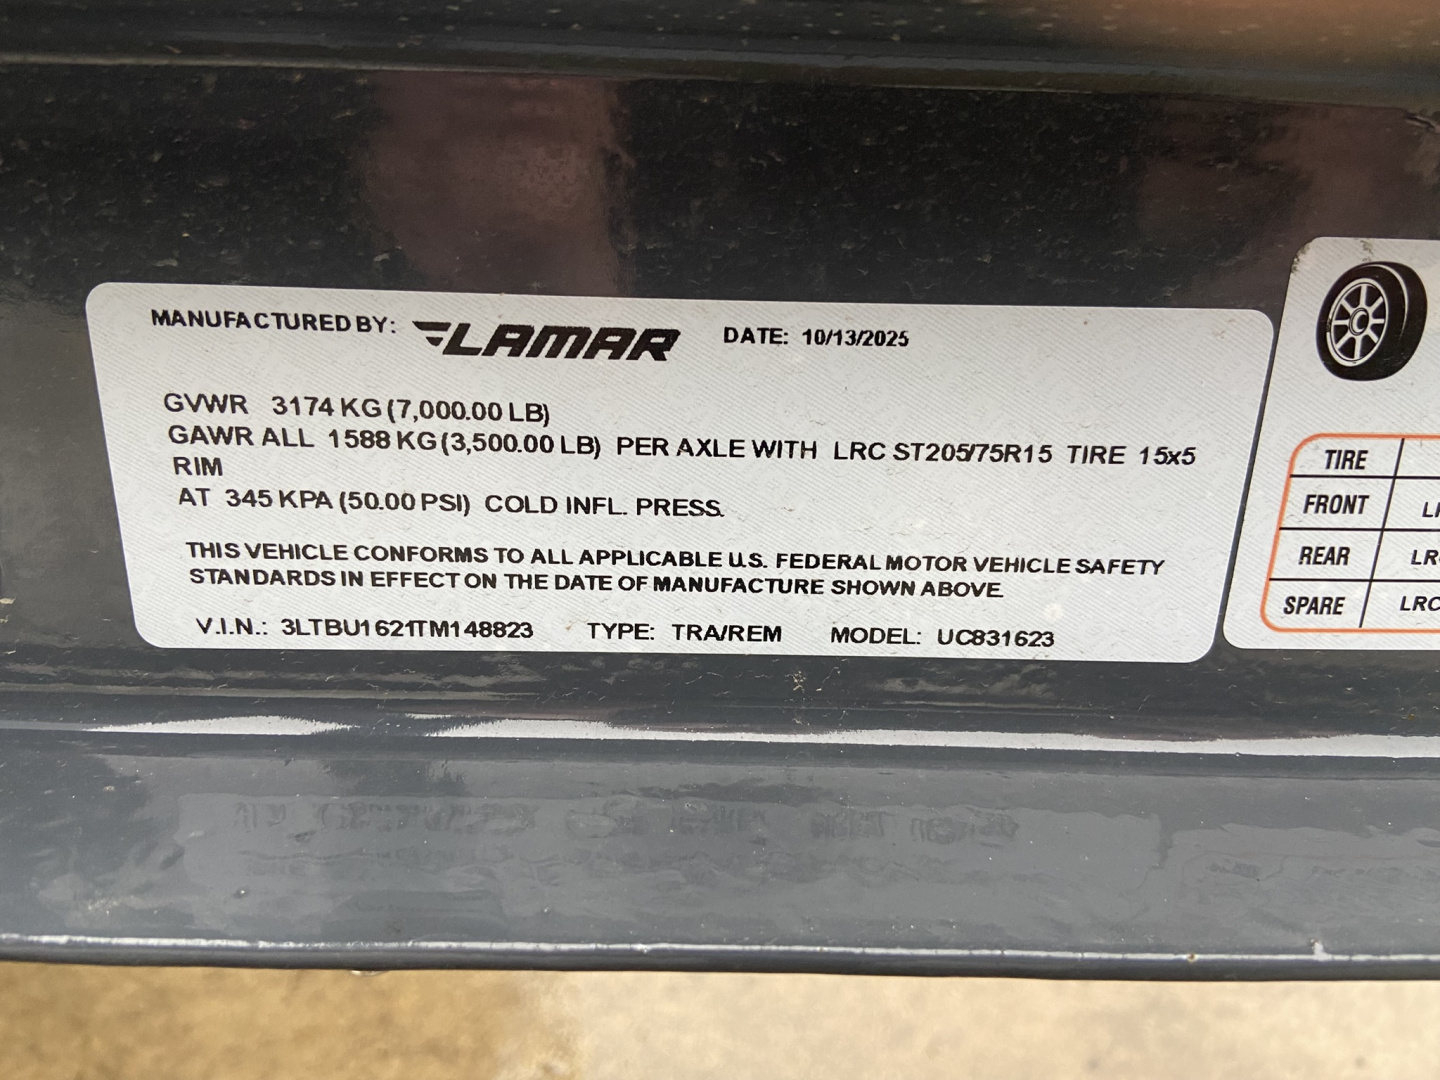 MANUFACTURED BY: LAMAR DATE: 10/13/2025
GVWR 3174 KG (7,000.00 LB)
GAWR ALL 1588 KG (3,500.00 LB) PER AXLE WITH LRC ST205/75R15 TIRE 15x5
RIM
AT 345 KPA (50.00 PSI) COLD INFL. PRESS.
THIS VEHICLE CONFORMS TO ALL APPLICABLE U.S. FEDERAL MOTOR VEHICLE SAFETY
STANDARDS IN EFFECT ON THE DATE OF MANUFACTURE SHOWN ABOVE.
V.I.N.: 3LTBU1621TM148823 TYPE: TRA/REM MODEL: UC831623
TIRE
FRONT
REAR
SPARE LRC